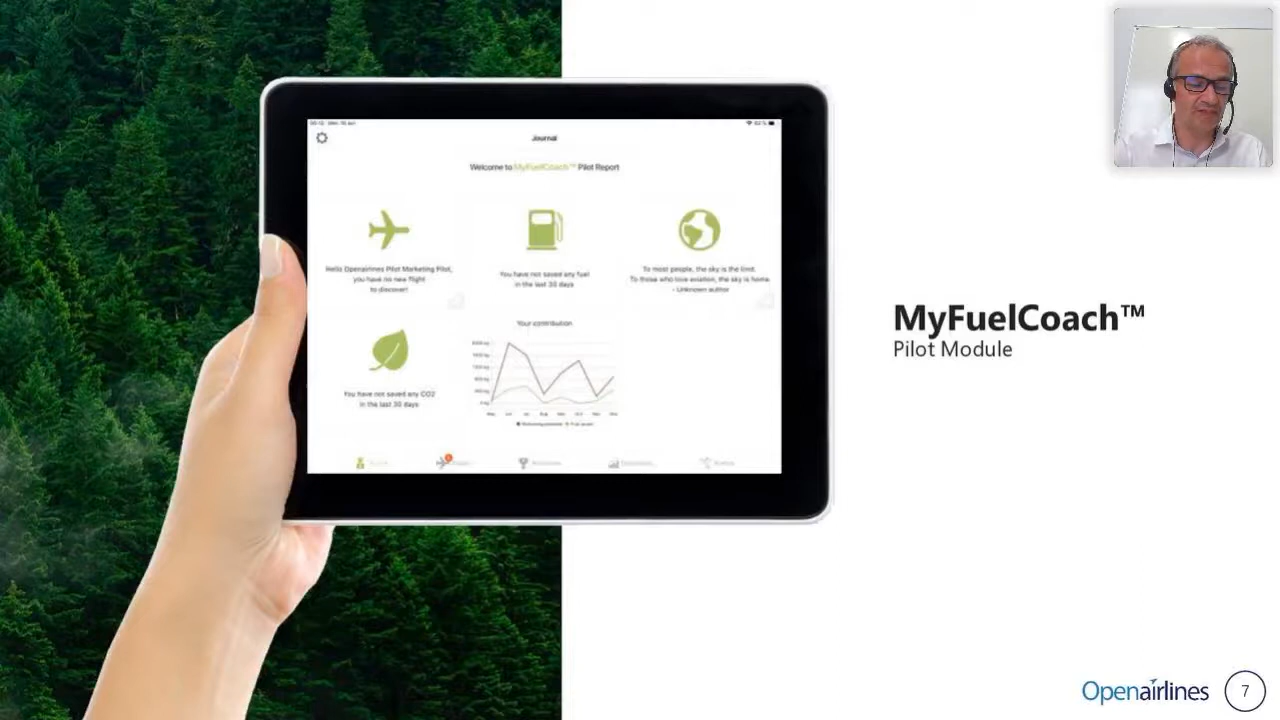 Journal
Welcome to MyFuelCoach™ Pilot Report
Hello Openairlines Pilot Marketing Pilot,
you have no new flight
to discover!
You have not saved any fuel
in the last 30 days
To most people, the sky is the limit.
To those who love aviation, the sky is home.
- Unknown author
You have not saved any CO2
in the last 30 days
Your contribution
MyFuelCoach™
Pilot Module
Openairlines
7